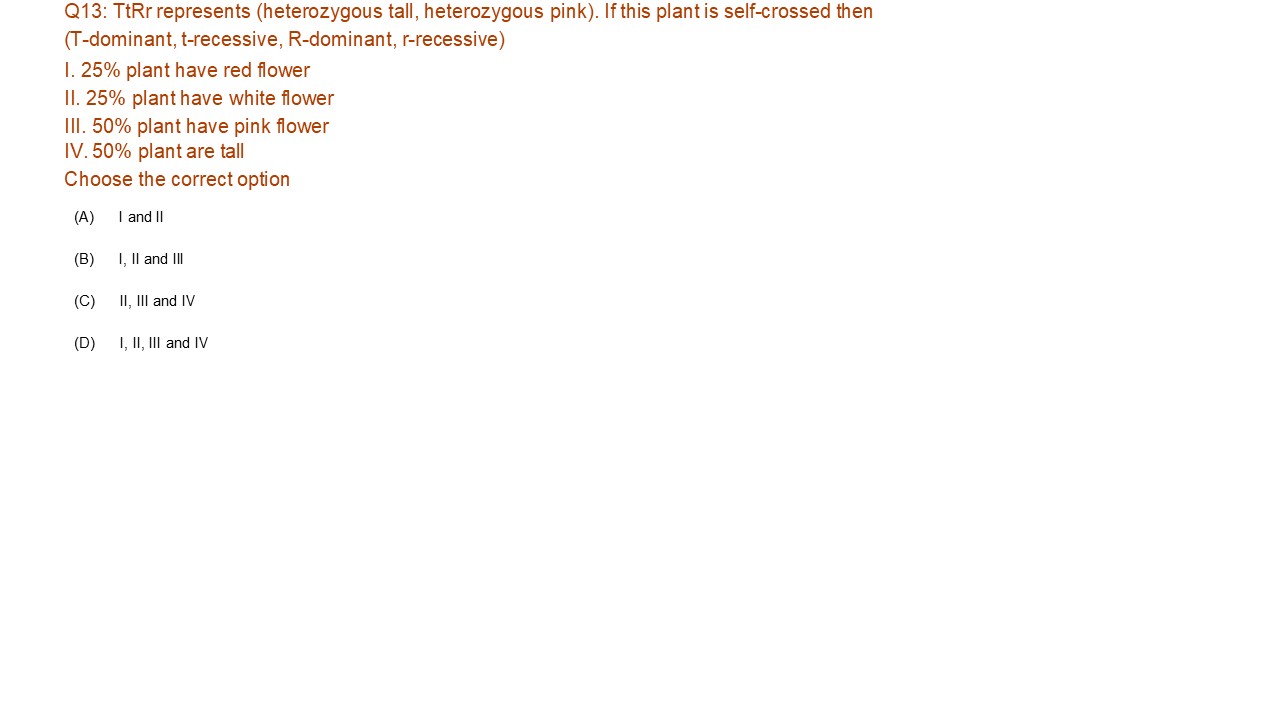 Q13: TtRr represents (heterozygous tall, heterozygous pink). If this plant is self-crossed then
(T-dominant, t-recessive, R-dominant, r-recessive)
I. 25% plant have red flower
II. 25% plant have white flower
III. 50% plant have pink flower
IV. 50% plant are tall
Choose the correct option
(A) I and II
(B) I, II and III
(C) II, III and IV
(D) I, II, III and IV